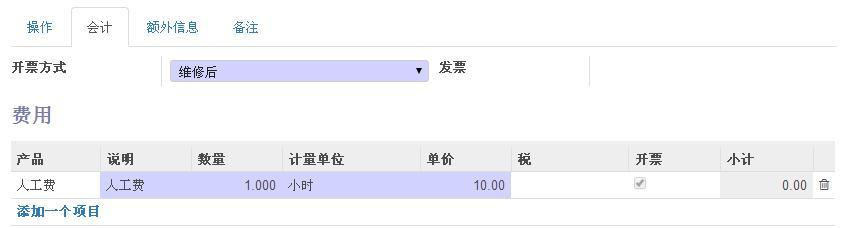 操作 会计 额外信息 备注
开票方式 维修后 发票
费用
产品 说明 数量 计量单位 单价 税 开票 小计
人工费 人工费 1.000 小时 10.00 0.00
添加一个项目